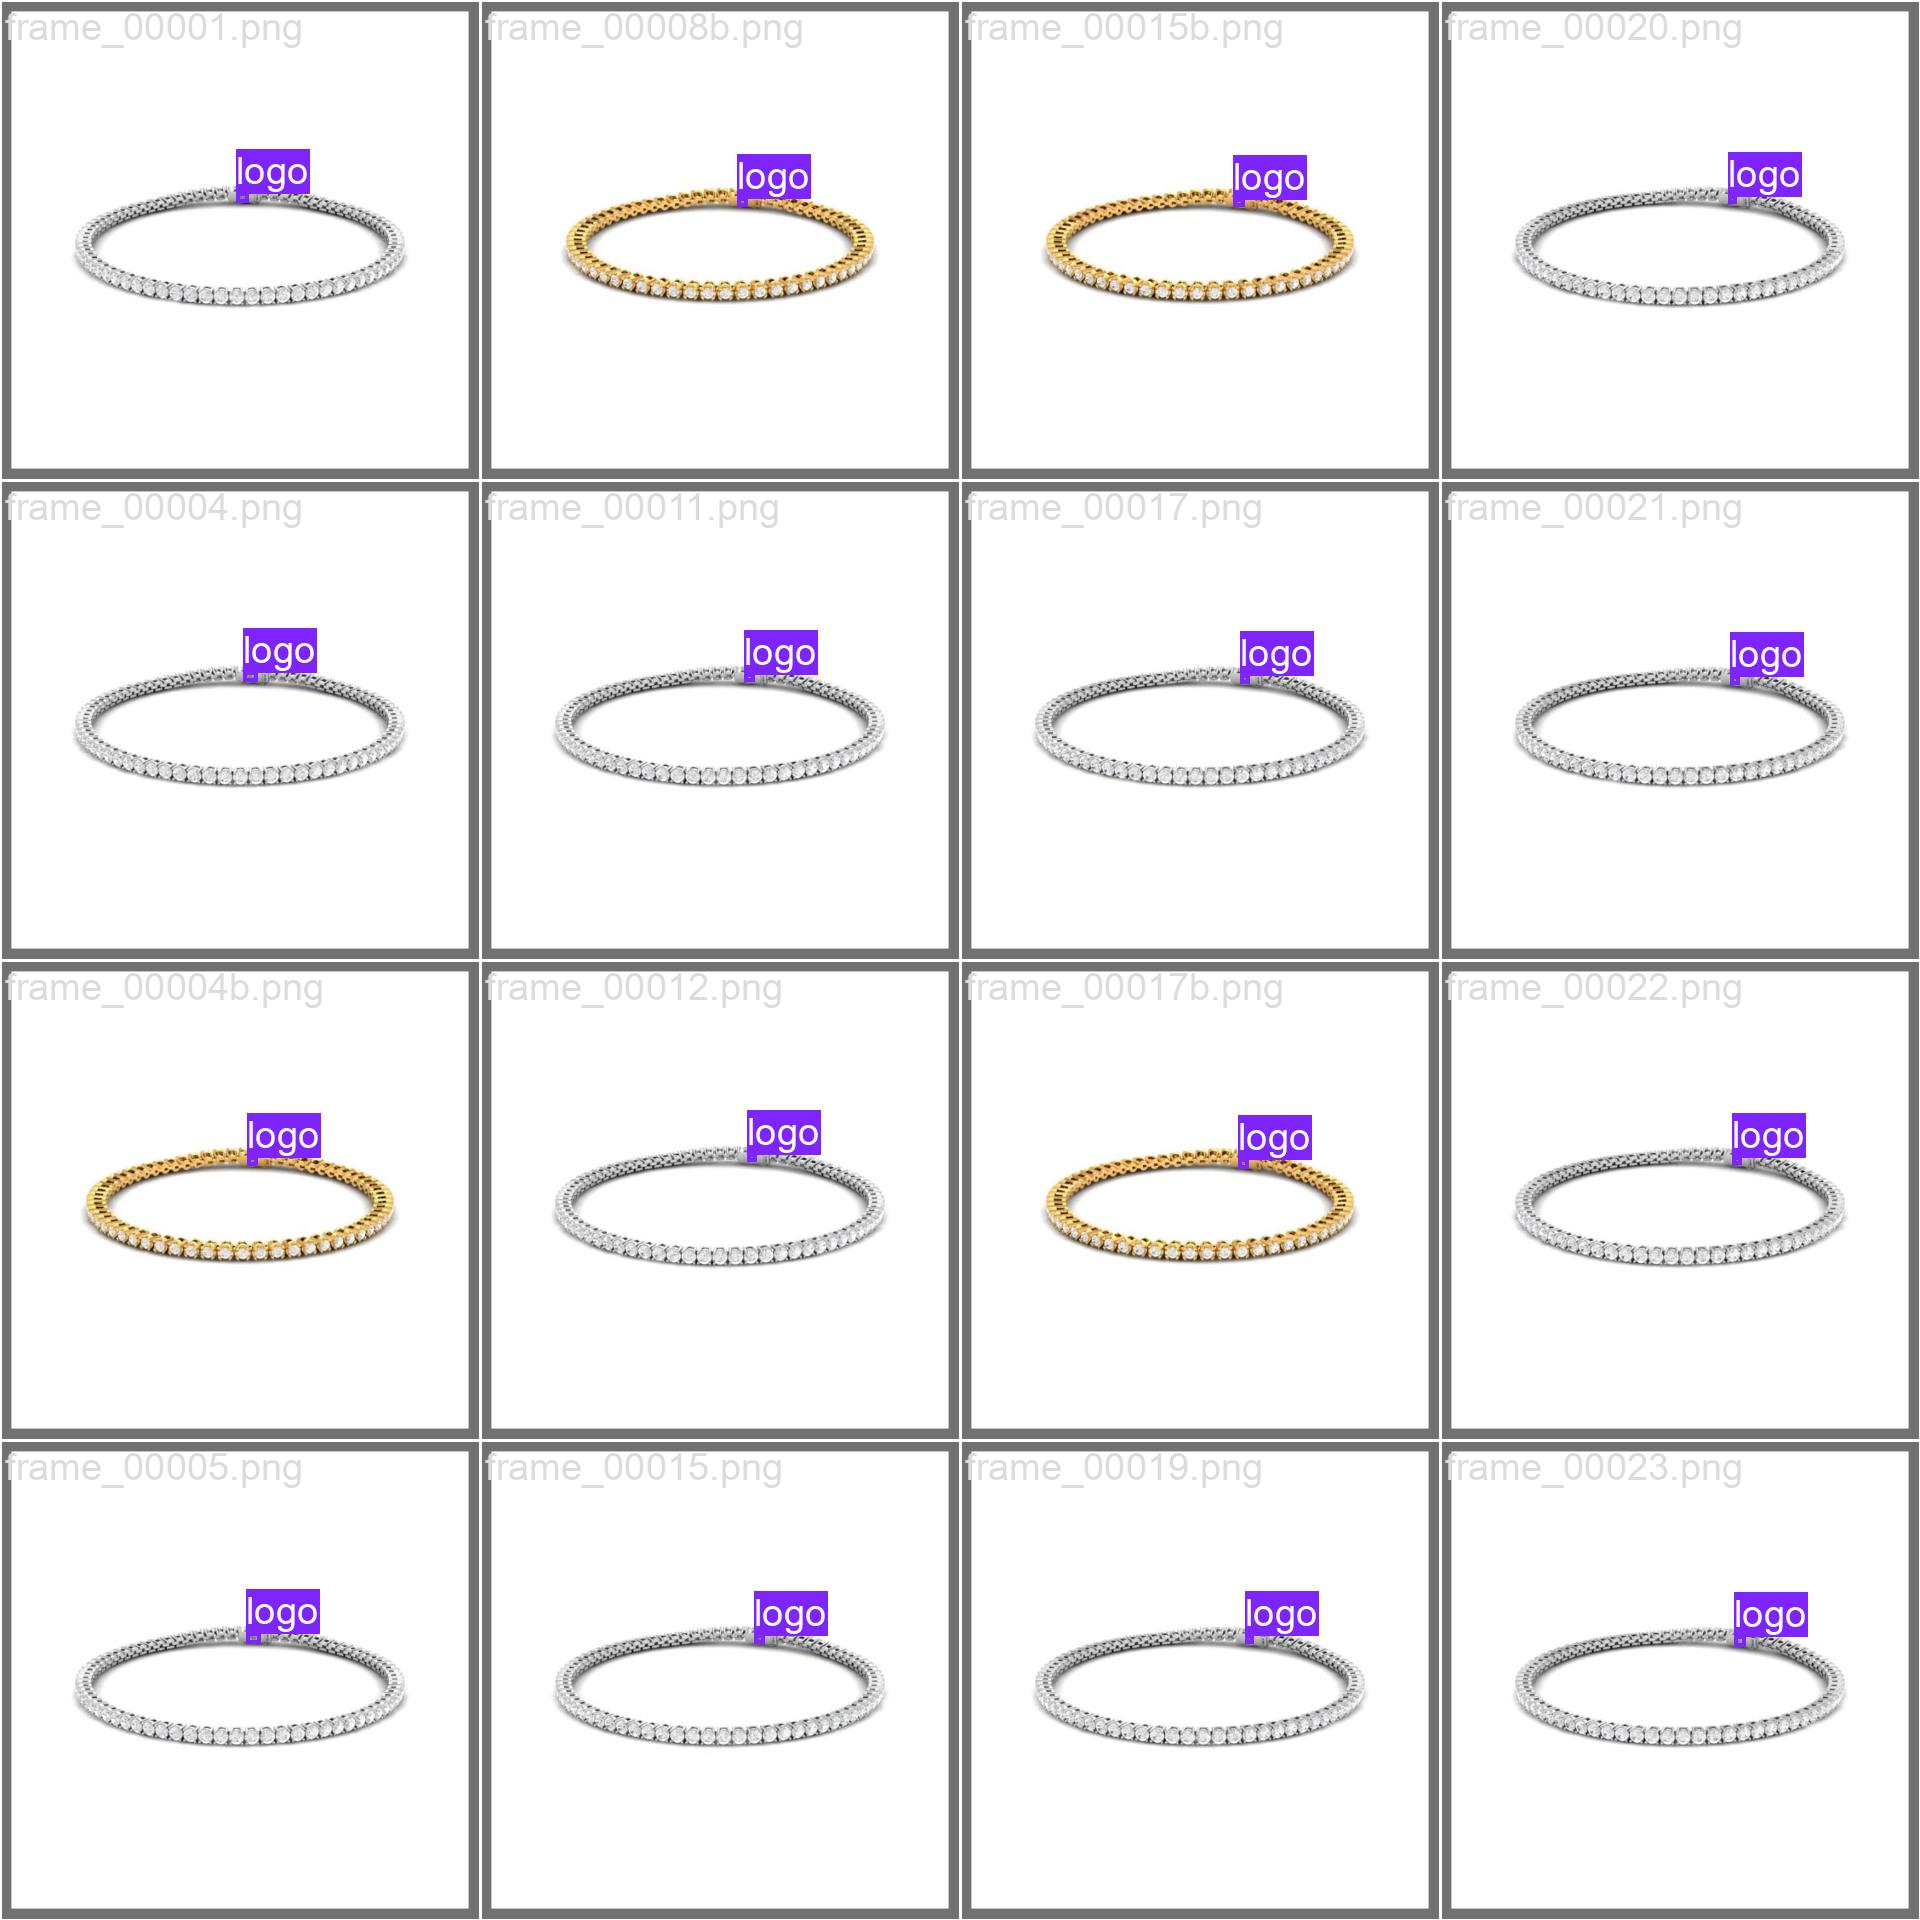 frame_00001.png
logo
frame_00008b.png
logo
frame_00015b.png
logo
frame_00020.png
logo
frame_00004.png
logo
frame_00011.png
logo
frame_00017.png
logo
frame_00021.png
logo
frame_00004b.png
logo
frame_00012.png
logo
frame_00017b.png
logo
frame_00022.png
logo
frame_00005.png
logo
frame_00015.png
logo
frame_00019.png
logo
frame_00023.png
logo